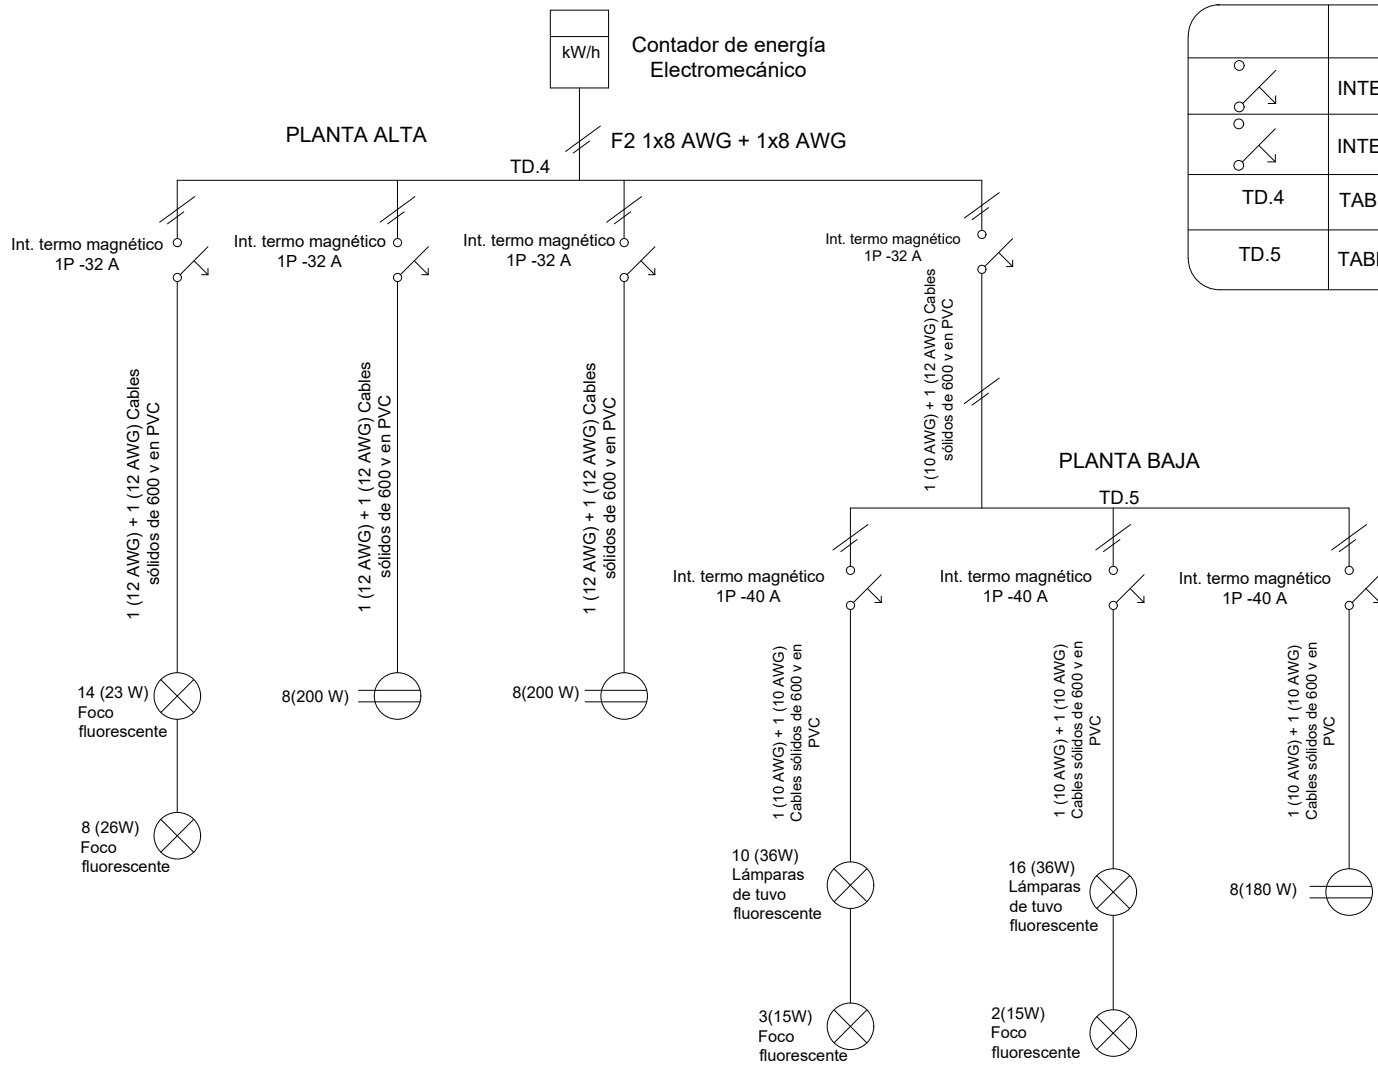 kW/h
Contador de energía
Electromecánico
PLANTA ALTA
F2 1x8 AWG + 1x8 AWG
TD.4
Int. termo magnético
1P -32 A
Int. termo magnético
1P -32 A
Int. termo magnético
1P -32 A
Int. termo magnético
1P -32 A
1 (12 AWG) + 1 (12 AWG) Cables
sólidos de 600 v en PVC
1 (12 AWG) + 1 (12 AWG) Cables
sólidos de 600 v en PVC
1 (12 AWG) + 1 (12 AWG) Cables
sólidos de 600 v en PVC
1 (10 AWG) + 1 (12 AWG) Cables
sólidos de 600 v en PVC
14 (23 W)
Foco
fluorescente
8 (26W)
Foco
fluorescente
8(200 W)
8(200 W)
PLANTA BAJA
TD.5
Int. termo magnético
1P -40 A
Int. termo magnético
1P -40 A
Int. termo magnético
1P -40 A
1 (10 AWG) + 1 (10 AWG)
Cables sólidos de 600 v en
PVC
1 (10 AWG) + 1 (10 AWG)
Cables sólidos de 600 v en
PVC
1 (10 AWG) + 1 (10 AWG)
Cables sólidos de 600 v en
PVC
10 (36W)
Lámparas
de tuvo
fluorescente
3(15W)
Foco
fluorescente
16 (36W)
Lámparas
de tuvo
fluorescente
2(15W)
Foco
fluorescente
8(180 W)
INTE
INTE
TD.4 TAB
TD.5 TAB